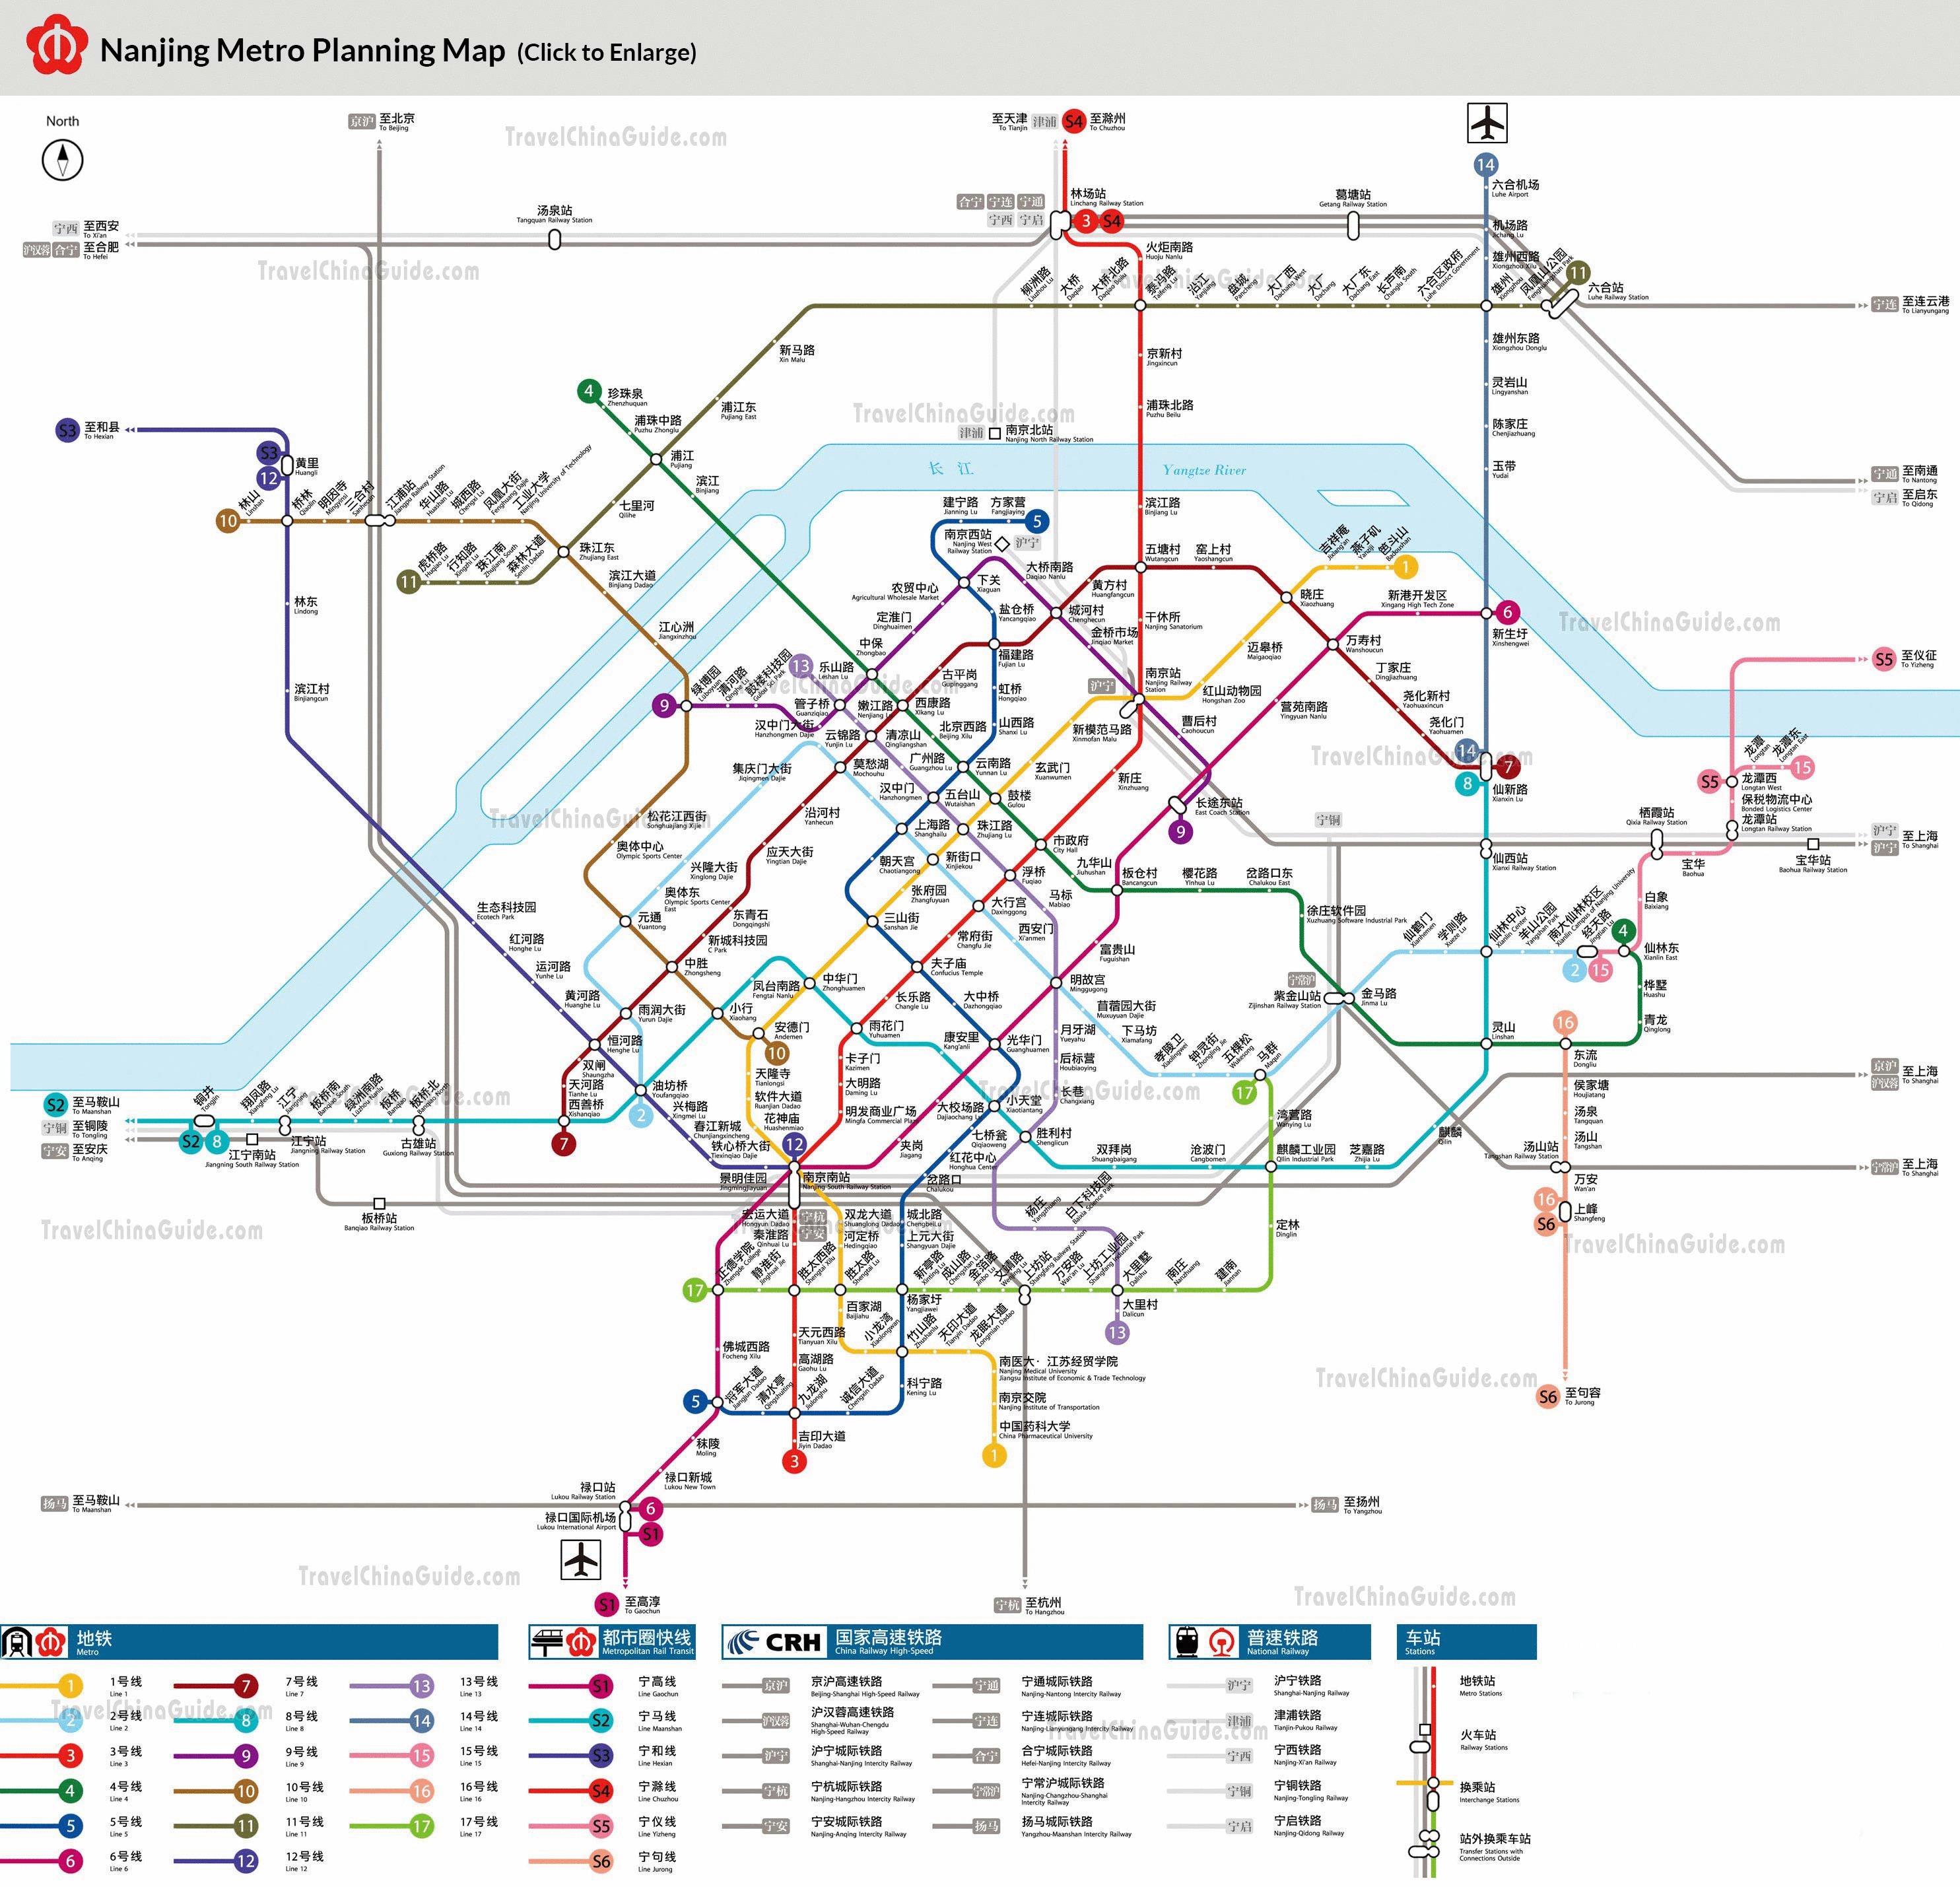 Nanjing Metro Planning Map (Click to Enlarge)
North
京沪 至北京
To Beijing
TravelChinaGuide.com
至天津 津浦 S4 至滁州
To Tianjin To Chuzhou
14
六合机场
Luhe Airport
机场路
Jichang Lu
雄州西路
Xiongzhou Xilu
宁西 至西安
To Xi'an
沪汉蓉 合宁 至合肥
To Hefei
汤泉站
Tangquan Railway Station
合宁 宁连 宁通
宁西 宁启
林场站
Linchang Railway Station
3 S4
葛塘站
Getang Railway Station
TravelChinaGuide.com
火炬南路
Huoju Nanlu
柳洲路
Liuzhou Lu
大桥
Daqiao
大桥北路
Daqiao Beilu
泰冯路
Taifeng Lu
沿江
Yanjiang
盘城
Pancheng
大厂西
Dachang West
大厂
Dachang
大厂东
Dachang East
长芦南
Changlu South
六合区政府
Luhe District Government
雄州
Xiongzhou
凤凰山公园
Fenghuangshan Park
11
六合站
Luhe Railway Station
宁连 至连云港
To Lianyungang
新马路
Xin Malu
京新村
Jingxincun
雄州东路
Xiongzhou Donglu
灵岩山
Lingyanshan
4
珍珠泉
Zhenzhuquan
浦珠中路
Puzhu Zhonglu
浦江东
Pujiang East
浦珠北路
Puzhu Beilu
陈家庄
Chenjiazhuang
TravelChinaGuide.com
S3 至和县
To Hexian
津浦 南京北站
Nanjing North Railway Station
S3
12
黄里
Huangli
浦江
Pujiang
滨江
Binjiang
长江
Yangtze River
玉带
Yudai
宁通 至南通
To Nantong
宁启 至启东
To Qidong
10
林山
Linshan
桥林
Qiaolin
明因寺
Mingyinsi
三合村
Sanhecun
江浦站
Jiangpu Railway Station
华山路
Huashan Lu
城西路
Chengxi Lu
凤凰大街
Fenghuang Dajie
工业大学
Nanjing University of Technology
七里河
Qilihe
建宁路
Jianning Lu
方家营
Fangjiaying
5
滨江路
Binjiang Lu
南京西站
Nanjing West
Railway Station
沪宁
吉祥庵
Jixiang'an
燕子矶
Yanziji
笆斗山
Badoushan
1
11
虎桥路
Huqiao Lu
行知路
Xingzhi Lu
珠江南
Zhujiang South
森林大道
Senlin Dadao
珠江东
Zhujiang East
滨江大道
Binjiang Dadao
农贸中心
Agricultural Wholesale Market
下关
Xiaguan
大桥南路
Daqiao Nanlu
黄方村
Huangfangcun
五塘村
Wutangcun
窑上村
Yaoshangcun
晓庄
Xiaozhuang
新港开发区
Xingang High Tech Zone
6
新生圩
Xinshengwei
TravelChinaGuide.com
林东
Lindong
江心洲
Jiangxinzhou
定淮门
Dinghuaimen
盐仓桥
Yancangqiao
城河村
Chenghecun
干休所
Nanjing Sanatorium
金桥市场
Jinqiao Market
迈皋桥
Maigaoqiao
万寿村
Wanshoucun
中保
Zhongbao
福建路
Fujian Lu
古平岗
Gupinggang
丁家庄
Dingjiazhuang
S5 至仪征
To Yizheng
滨江村
Binjiangcun
9
绿博园
Luboyuan
清河路
Qinghe Lu
鼓楼科技园
Gulou Sci Park
13
乐山路
Leshan Lu
沪宁
南京站
Nanjing Railway
Station
红山动物园
Hongshan Zoo
尧化新村
Yaohuaxincun
尧化门
Yaohuamen
管子桥
Guanziqiao
嫩江路
Nenjiang Lu
西康路
Xikang Lu
虹桥
Hongqiao
山西路
Shanxi Lu
新模范马路
Xinmofan Malu
曹后村
Caohoucun
营苑南路
Yingyuan Nanlu
汉中门大街
Hanzhongmen Dajie
云锦路
Yunjin Lu
清凉山
Qingliangshan
北京西路
Beijing Xilu
TravelChinaGuide.com
14
7
8
仙新路
Xianxin Lu
集庆门大街
Jiqingmen Dajie
莫愁湖
Mochouhu
广州路
Guangzhou Lu
云南路
Yunnan Lu
玄武门
Xuanwumen
新庄
Xinzhuang
龙潭
Longtan
龙潭东
Longtan East
15
S5
龙潭西
Longtan West
保税物流中心
Bonded Logistics Center
龙潭站
Longtan Railway Station
汉中门
Hanzhongmen
五台山
Wutaishan
鼓楼
Gulou
长途东站
East Coach Station
9
宁铜
栖霞站
Qixia Railway Station
沪宁 至上海
沪宁 To Shanghai
松花江西街
Songhuajiang Xijie
沿河村
Yanhecun
上海路
Shanghailu
珠江路
Zhujiang Lu
市政府
City Hall
仙西站
Xianxi Railway Station
宝华
Baohua
宝华站
Baohua Railway Station
奥体中心
Olympic Sports Center
兴隆大街
Xinglong Dajie
应天大街
Yingtian Dajie
朝天宫
Chaotiangong
新街口
Xinjiekou
浮桥
Fuqiao
九华山
Jiuhushan
板仓村
Bancangcun
樱花路
Yinhua Lu
岔路口东
Chalukou East
奥体东
Olympic Sports Center
East
张府园
Zhangfuyuan
马标
Mabiao
徐庄软件园
Xuzhuang Software Industrial Park
白象
Baixiang
生态科技园
Ecotech Park
元通
Yuantong
东青石
Dongqingshi
三山街
Sanshan Jie
大行宫
Daxinggong
西安门
Xi'anmen
仙鹤门
Xianhemen
学则路
Xueze Lu
仙林中心
Xianlin Center
羊山公园
Yangshan Park
南大仙林校区
Xianlin Campus of Nanjing University
经天路
Jingtian Lu
4
仙林东
Xianlin East
2 15
红河路
Honghe Lu
新城科技园
C Park
常府街
Changfu Jie
富贵山
Fuguishan
运河路
Yunhe Lu
中胜
Zhongsheng
夫子庙
Confucius Temple
明故宫
Minggugong
宁常沪
紫金山站
Zijinshan Railway Station
金马路
Jinma Lu
桦墅
Huashu
青龙
Qinglong
黄河路
Huanghe Lu
雨润大街
Yurun Dajie
凤台南路
Fengtai Nanlu
中华门
Zhonghuamen
小行
Xiaohang
长乐路
Changle Lu
大中桥
Dazhongqiao
苜蓿园大街
Muxuyuan Dajie
下马坊
Xiamafang
安德门
Andemen
10
雨花门
Yuhuamen
康安里
Kang'anli
光华门
Guanghuamen
月牙湖
Yueyahu
孝陵卫
Xiaolingwei
钟灵街
Zhongling Jie
五棵松
Wukesong
马群
Maqun
17
灵山
Linshan
16
东流
Dongliu
恒河路
Henghe Lu
双闸
Shuangzha
天河路
Tianhe Lu
西善桥
Xishanqiao
7
卡子门
Kazimen
大明路
Daming Lu
后标营
Houbiaoying
长巷
Changxiang
侯家塘
Houjiatang
京沪 至上海
沪汉蓉 To Shanghai
油坊桥
Youfangqiao
2
天隆寺
Tianlongsi
软件大道
Ruanjian Dadao
花神庙
Huashenmiao
明发商业广场
Mingfa Commercial Plaza
大校场路
Dajiaochang Lu
小天堂
Xiaotiantang
湾营路
Wanying Lu
汤泉
Tangquan
S2 至马鞍山
To Maanshan
宁铜 至铜陵
To Tongling
宁安 至安庆
To Anqing
铜井
Tongjin
S2 8
翔凤路
Xiangfeng Lu
江宁
Jiangning
板桥南
Banqiao South
绿洲南路
Luzhou Nanlu
板桥
Banqiao
板桥北
Banqiao North
江宁南站
Jiangning South Railway Station
江宁站
Jiangning Railway Station
古雄站
Guxiong Railway Station
兴梅路
Xingmei Lu
春江新城
Chunjiangxincheng
铁心桥大街
Tiexinqiao Dajie
12
夹岗
Jiagang
七桥瓮
Qiqiaoweng
胜利村
Shenglicun
红花中心
Honghua Center
双拜岗
Shuangbaigang
沧波门
Cangbomen
麒麟工业园
Qilin Industrial Park
芝嘉路
Zhijia Lu
麒麟
Qilin
汤山
Tangshan
汤山站
Tangshan Railway Station
宁常沪 至上海
To Shanghai
景明佳园
Jingmingjiayuan
南京南站
Nanjing South Railway Station
岔路口
Chalukou
杨庄
Yangzhuang
白下科技园
Baixia Science Park
万安
Wan'an
16
S6
上峰
Shangfeng
板桥站
Banqiao Railway Station
宏运大道
Hongyun Dadao
宁杭
宁安
秦淮路
Qinhuai Lu
双龙大道
Shuanglong Dadao
河定桥
Hedingqiao
城北路
Chengbei Lu
上元大街
Shangyuan Dajie
定林
Dinglin
17
正德学院
Zhengde College
静淮街
Jinghuai Jie
胜太西路
Shengtai Xilu
胜太路
Shengtai Lu
新亭路
Xinting Lu
成山路
Chengshan Lu
金箔路
Jinbo Lu
文靖路
Wenjing Lu
上坊站
Shangfang Railway Station
万安路
Wan'an Lu
上坊工业园
Shangfang Industrial Park
大里墅
Dalishu
南庄
Nanzhuang
建南
Jiannan
百家湖
Baijiahu
杨家圩
Yangjiawei
大里村
Dalicun
13
佛城西路
Focheng Xilu
天元西路
Tianyuan Xilu
小龙湾
Xiaolongwan
竹山路
Zhushanlu
天印大道
Tianyin Dadao
龙眠大道
Longmian Dadao
高湖路
Gaohu Lu
南医大·江苏经贸学院
Nanjing Medical University
Jiangsu Institute of Economic & Trade Technology
5
将军大道
Jiangjun Dadao
清水亭
Qingshuiting
九龙湖
Jiulonghu
诚信大道
Chengxin Dadao
科宁路
Kening Lu
南京交院
Nanjing Institute of Transportation
S6 至句容
To Jurong
秣陵
Moling
吉印大道
Jiyin Dadao
3
中国药科大学
China Pharmaceutical University
1
禄口站
Lukou Railway Station
禄口新城
Lukou New Town
扬马 至马鞍山
To Maanshan
6
禄口国际机场
Lukou International Airport
S1
扬马 至扬州
To Yangzhou
S1 至高淳
To Gaochun
宁杭 至杭州
To Hangzhou
TravelChinaGuide.com
地铁
Metro
1 1号线
Line 1
2 2号线
Line 2
3 3号线
Line 3
4 4号线
Line 4
5 5号线
Line 5
6 6号线
Line 6
7 7号线
Line 7
8 8号线
Line 8
9 9号线
Line 9
10 10号线
Line 10
11 11号线
Line 11
12 12号线
Line 12
13 13号线
Line 13
14 14号线
Line 14
15 15号线
Line 15
16 16号线
Line 16
17 17号线
Line 17
都市圈快线
Metropolitan Rail Transit
S1 宁高线
Line Gaochun
S2 宁马线
Line Maanshan
S3 宁和线
Line Hexian
S4 宁滁线
Line Chuzhou
S5 宁仪线
Line Yizheng
S6 宁句线
Line Jurong
CRH 国家高速铁路
China Railway High-Speed
京沪 京沪高速铁路
Beijing-Shanghai High-Speed Railway
沪汉蓉 沪汉蓉高速铁路
Shanghai-Wuhan-Chengdu
High-Speed Railway
沪宁 沪宁城际铁路
Shanghai-Nanjing Intercity Railway
宁杭 宁杭城际铁路
Nanjing-Hangzhou Intercity Railway
宁安 宁安城际铁路
Nanjing-Anqing Intercity Railway
宁通 宁通城际铁路
Nanjing-Nantong Intercity Railway
宁连 宁连城际铁路
Nanjing-Lianyungang Intercity Railway
合宁 合宁城际铁路
Hefei-Nanjing Intercity Railway
宁常沪 宁常沪城际铁路
Nanjing-Changzhou-Shanghai
Intercity Railway
扬马 扬马城际铁路
Yangzhou-Maanshan Intercity Railway
普速铁路
National Railway
沪宁 沪宁铁路
Shanghai-Nanjing Railway
津浦 津浦铁路
Tianjin-Pukou Railway
宁西 宁西铁路
Nanjing-Xi'an Railway
宁铜 宁铜铁路
Nanjing-Tongling Railway
宁启 宁启铁路
Nanjing-Qidong Railway
车站
Stations
地铁站
Metro Stations
火车站
Railway Stations
换乘站
Interchange Stations
站外换乘车站
Transfer Stations with
Connections Outside